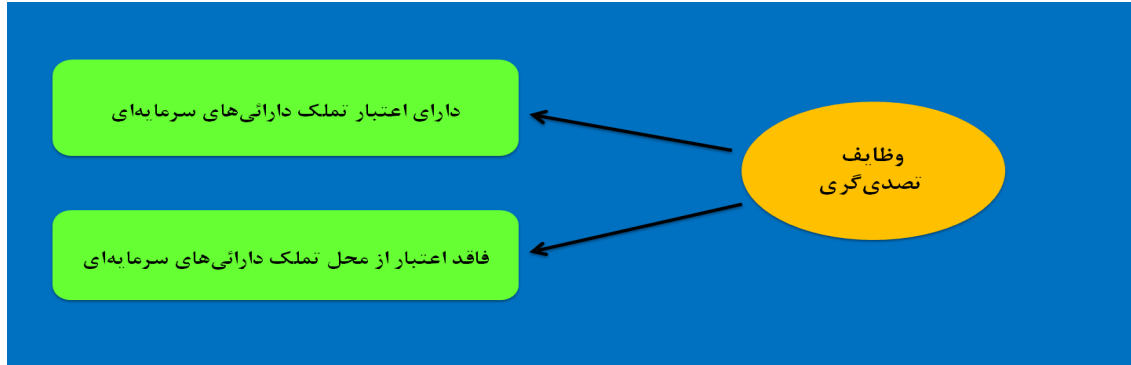 وظایف
تصدی‌گری
دارای اعتبار تملک دارائی‌های سرمایه‌ای
فاقد اعتبار از محل تملک دارائی‌های سرمایه‌ای